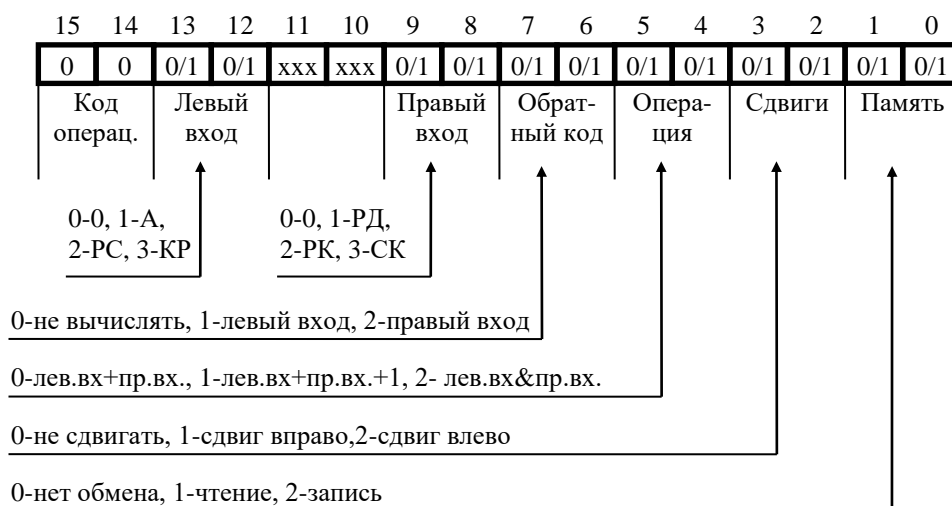 15 14 13 12 11 10 9 8 7 6 5 4 3 2 1 0
0 0 0/1 0/1 xxx xxx 0/1 0/1 0/1 0/1 0/1 0/1 0/1 0/1 0/1 0/1
Код Левый Правый Обрат- Опера- Сдвиги Память
операц. вход вход ный код ция
0-0, 1-А, 0-0, 1-РД,
2-РС, 3-КР 2-РК, 3-СК
0-не вычислять, 1-левый вход, 2-правый вход
0-лев.вх+пр.вх., 1-лев.вх+пр.вх.+1, 2- лев.вх&пр.вх.
0-не сдвигать, 1-сдвиг вправо,2-сдвиг влево
0-нет обмена, 1-чтение, 2-запись